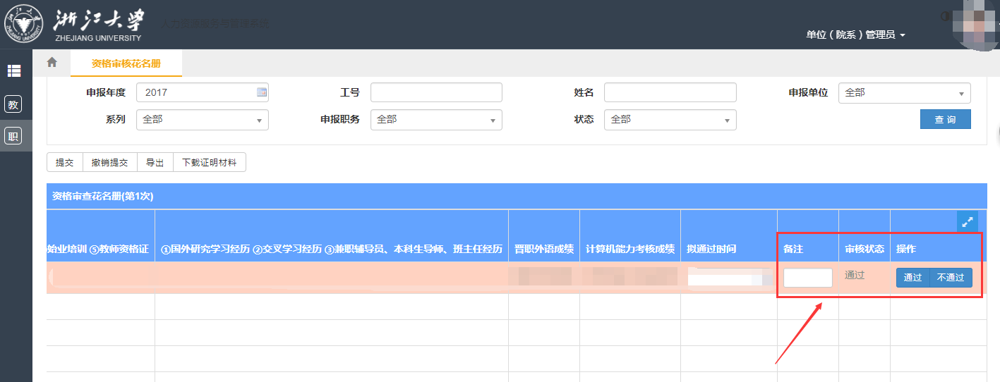 浙江大学
ZHEJIANG UNIVERSITY
人力资源服务与管理系统
单位（院系）管理员
资格审核花名册
教
职
申报年度 2017 工号 姓名 申报单位 全部
系列 全部 申报职务 全部 状态 全部 查 询
提交 撤销提交 导出 下载证明材料
资格审查花名册(第1次)
始业培训 ⑤教师资格证 ①国外研究学习经历 ②交叉学习经历 ③兼职辅导员、本科生导师、班主任经历 晋职外语成绩 计算机能力考核成绩 拟通过时间 备注 审核状态 操作
通过 通过 不通过